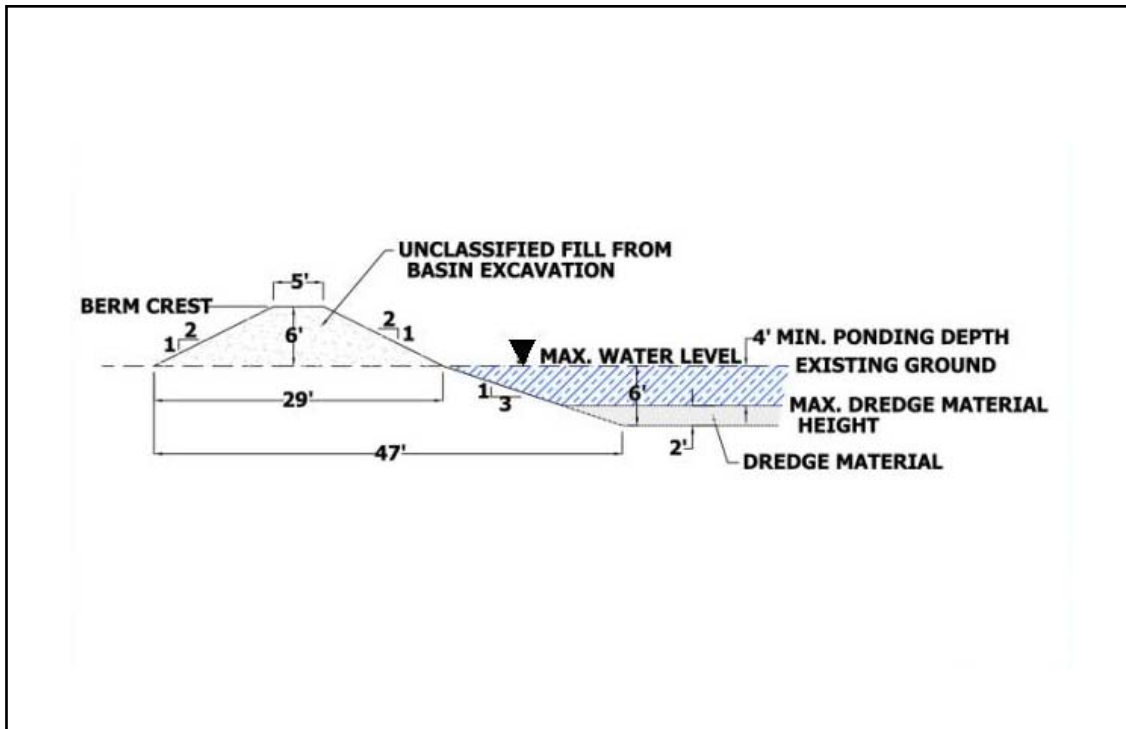 UNCLASSIFIED FILL FROM
BASIN EXCAVATION
5'
BERM CREST
2
1
6'
2
1
4' MIN. PONDING DEPTH
MAX. WATER LEVEL
EXISTING GROUND
1
3
6'
29'
MAX. DREDGE MATERIAL
HEIGHT
2'
47'
DREDGE MATERIAL